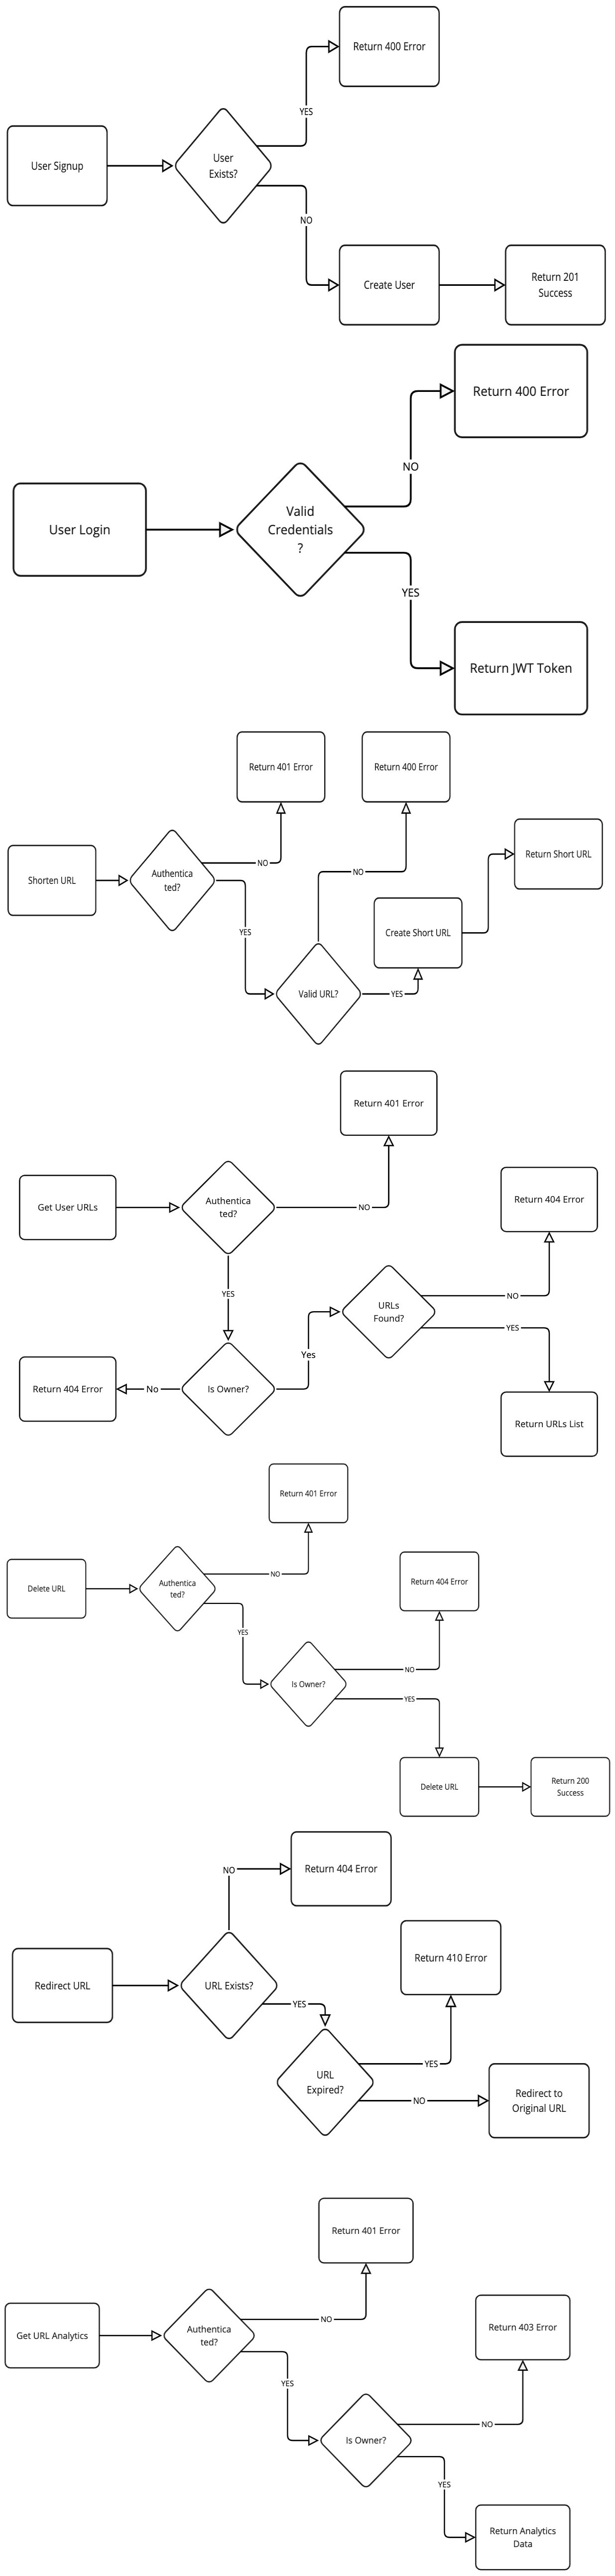 Return 400 Error
YES
User Signup
User
Exists?
NO
Create User
Return 201
Success
Return 400 Error
NO
User Login
Valid
Credentials
?
YES
Return JWT Token
Return 401 Error
Return 400 Error
Return Short URL
NO
NO
Shorten URL
Authentica
ted?
YES
Create Short URL
Valid URL?
YES
Return 401 Error
Get User URLs
Authentica
ted?
NO
Return 404 Error
YES
URLs
Found?
NO
YES
Yes
Return 404 Error
No
Is Owner?
Return URLs List
Return 401 Error
Delete URL
Authentica
ted?
NO
Return 404 Error
YES
Is Owner?
NO
YES
Delete URL
Return 200
Success
NO
Return 404 Error
Redirect URL
URL Exists?
Return 410 Error
YES
URL
Expired?
YES
NO
Redirect to
Original URL
Return 401 Error
Get URL Analytics
Authentica
ted?
NO
Return 403 Error
YES
Is Owner?
NO
YES
Return Analytics
Data